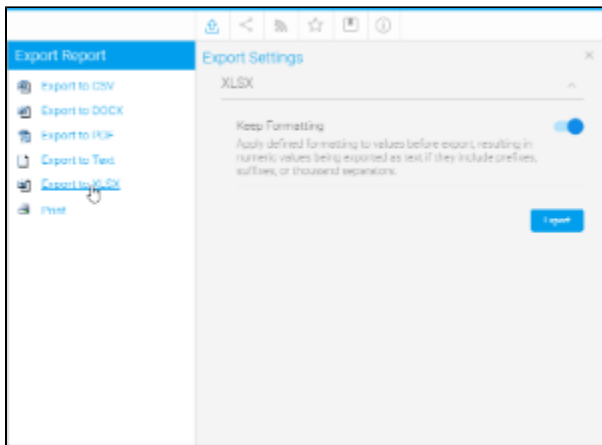 Export Report
Export to CSV
Export to DOCX
Export to PDF
Export to Text
Export to XLSX
Print
Export Settings
XLSX
Keep Formatting
Apply defined formatting to values before export, resulting in
numeric values being exported as text if they include prefixes,
suffixes, or thousand separators.
Export